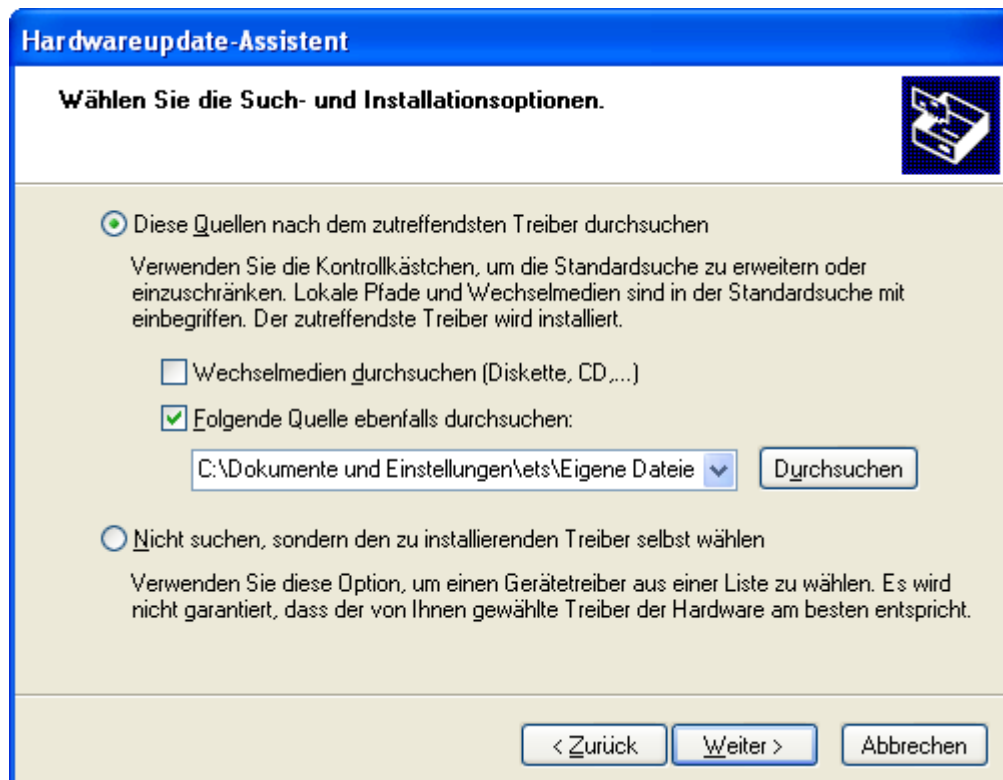 Hardwareupdate-Assistent
Wählen Sie die Such- und Installationsoptionen.
Diese Quellen nach dem zutreffendsten Treiber durchsuchen
Verwenden Sie die Kontrollkästchen, um die Standardsuche zu erweitern oder
einzuschränken. Lokale Pfade und Wechselmedien sind in der Standardsuche mit
einbegriffen. Der zutreffendste Treiber wird installiert.
Wechselmedien durchsuchen (Diskette, CD,...)
Folgende Quelle ebenfalls durchsuchen:
C:\Dokumente und Einstellungen\ets\Eigene Dateie
Durchsuchen
Nicht suchen, sondern den zu installierenden Treiber selbst wählen
Verwenden Sie diese Option, um einen Gerätetreiber aus einer Liste zu wählen. Es wird
nicht garantiert, dass der von Ihnen gewählte Treiber der Hardware am besten entspricht.
< Zurück
Weiter >
Abbrechen